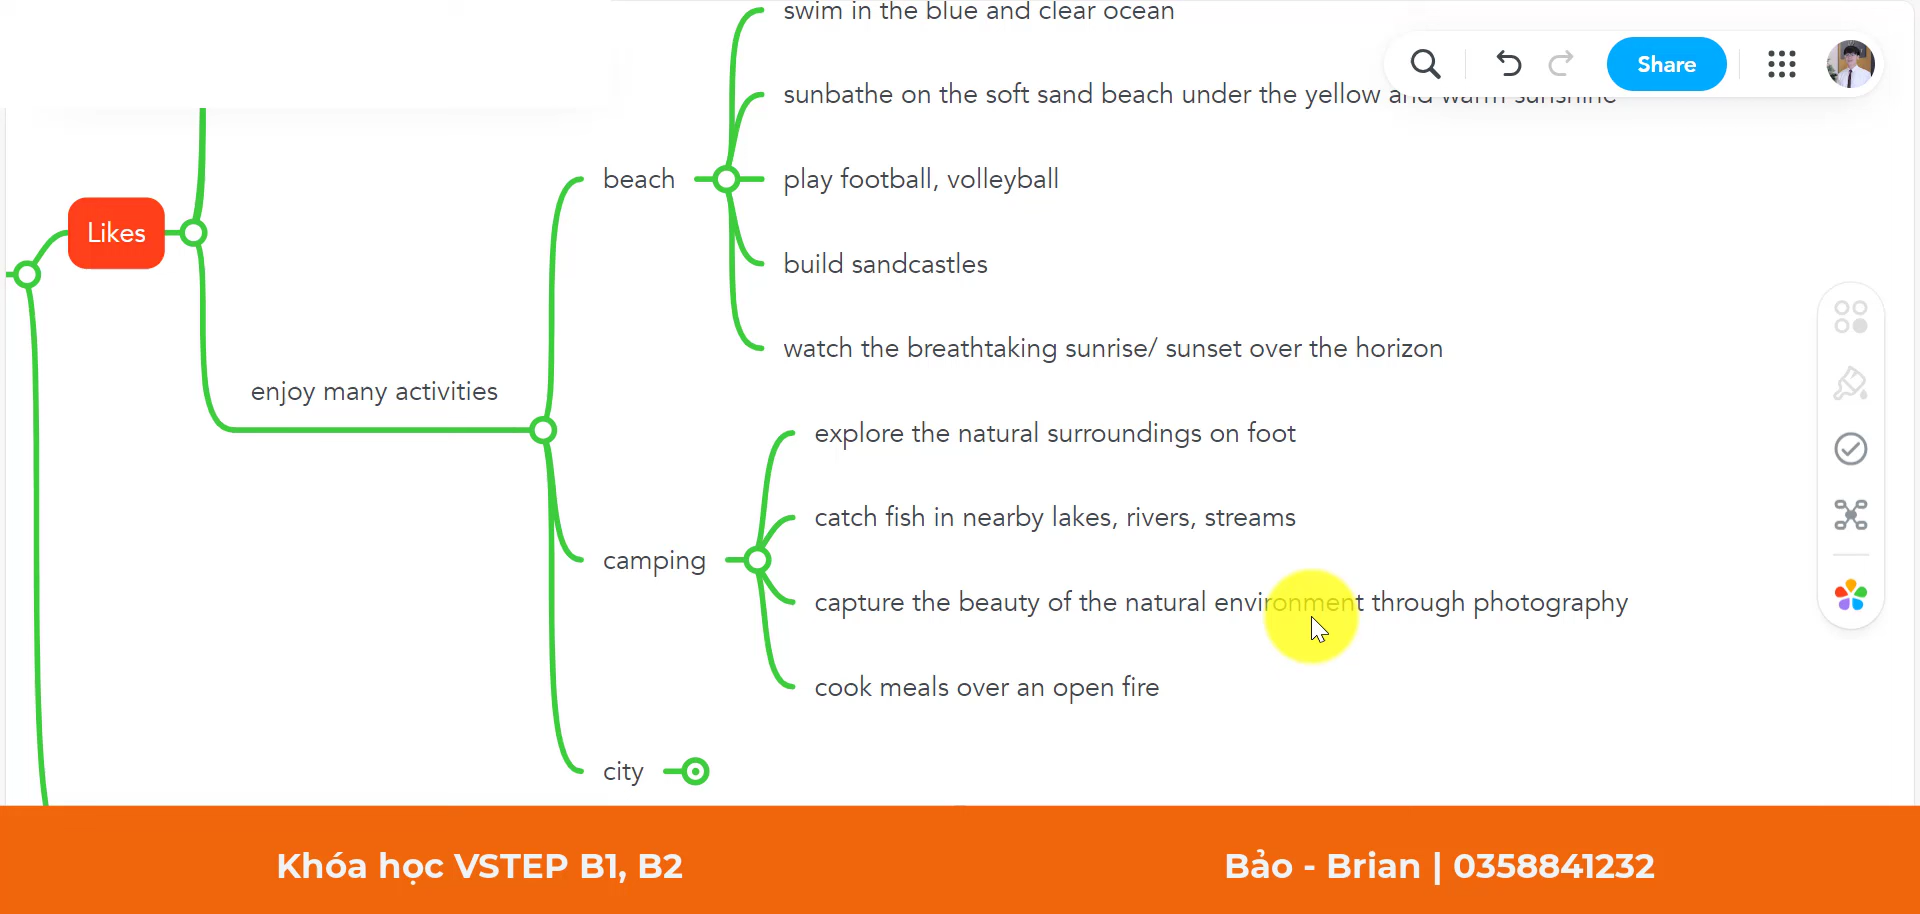 swim in the blue and clear ocean
Share
sunbathe on the soft sand beach under the yellow and warm sunshine
beach
play football, volleyball
Likes
build sandcastles
watch the breathtaking sunrise/ sunset over the horizon
enjoy many activities
explore the natural surroundings on foot
catch fish in nearby lakes, rivers, streams
camping
capture the beauty of the natural environment through photography
cook meals over an open fire
city
Khóa học VSTEP B1, B2
Bảo - Brian | 0358841232